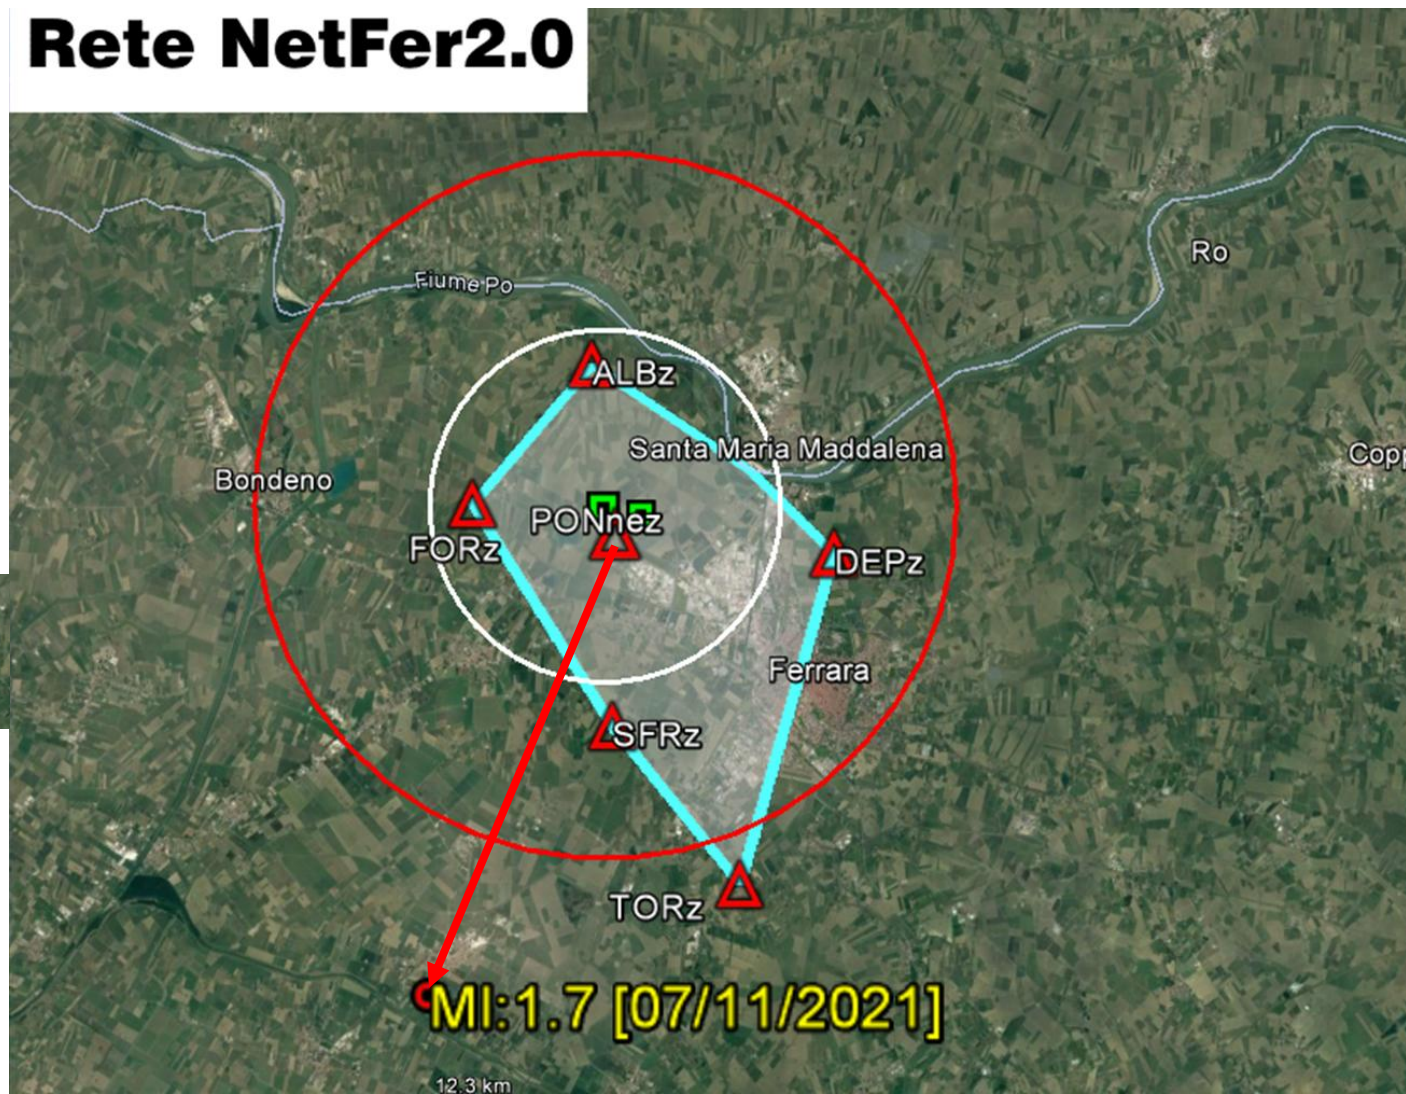 Rete NetFer2.0
Ro
Fiume Po
ALBz
Santa Maria Maddalena
Copp
Bondeno
PONnez
FORz
DEPz
Ferrara
SFRz
TORz
Ml:1.7 [07/11/2021]
12.3 km